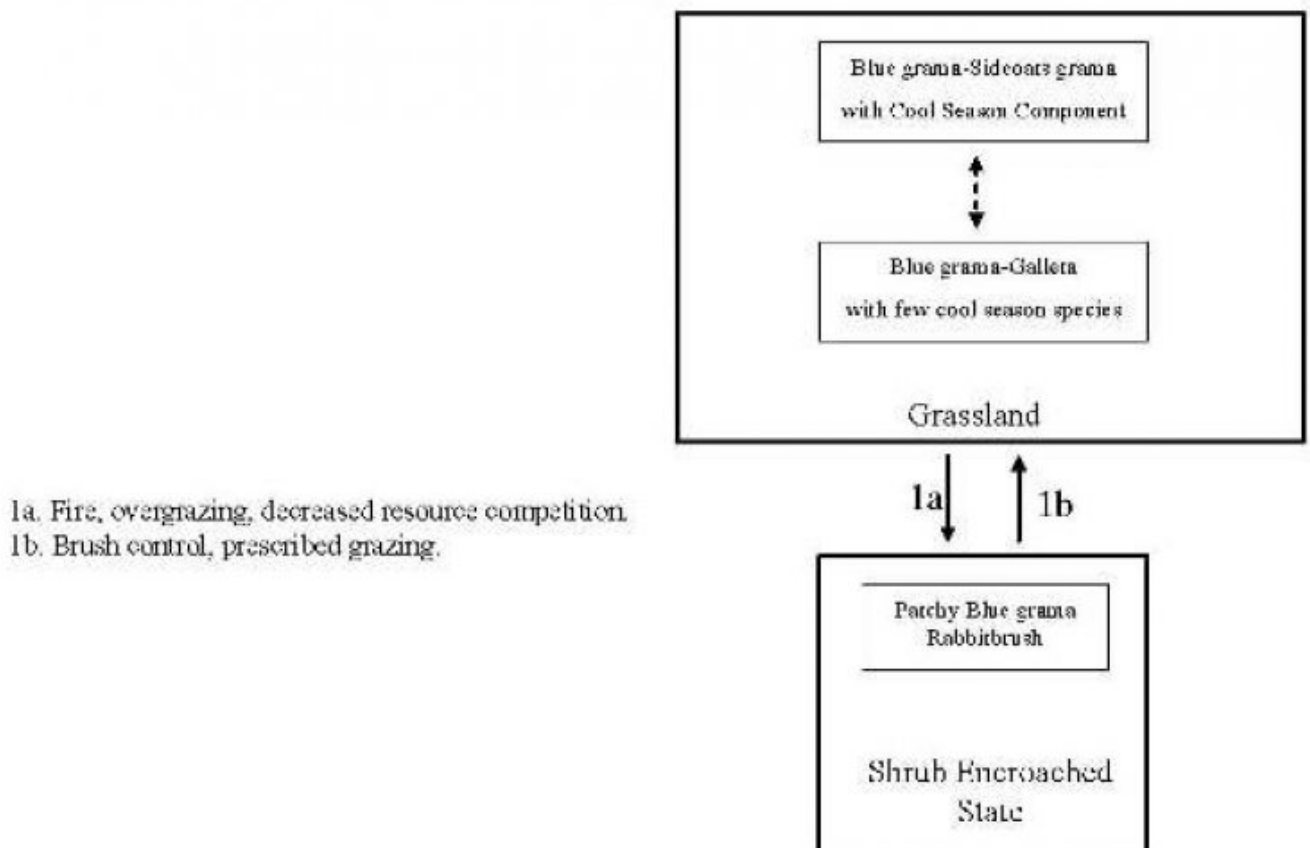 Blue grama-Sideoats grama
with Cool Season Component
Blue grama-Galleta
with few cool season species
Grassland
1a
1b
1a. Fire, overgrazing, decreased resource competition.
1b. Brush control, prescribed grazing.
Patchy Blue grama
Rabbitbrush
Shrub Encroached
State